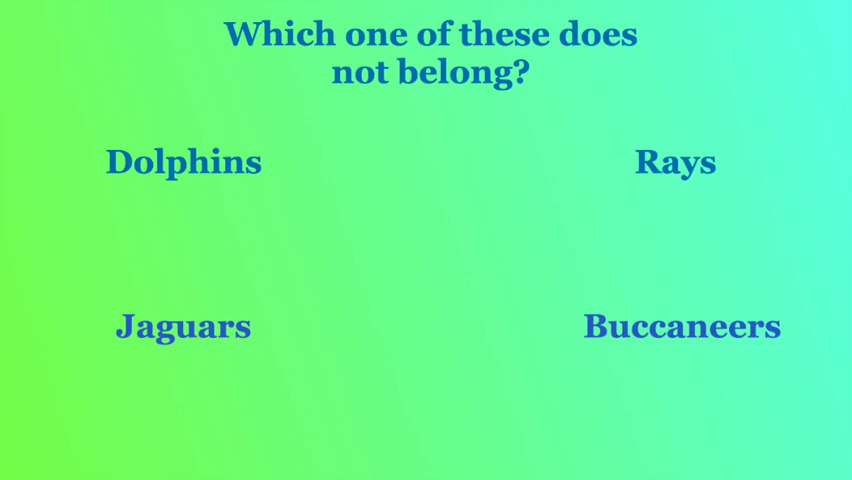 Which one of these does
not belong?
Dolphins
Rays
Jaguars
Buccaneers